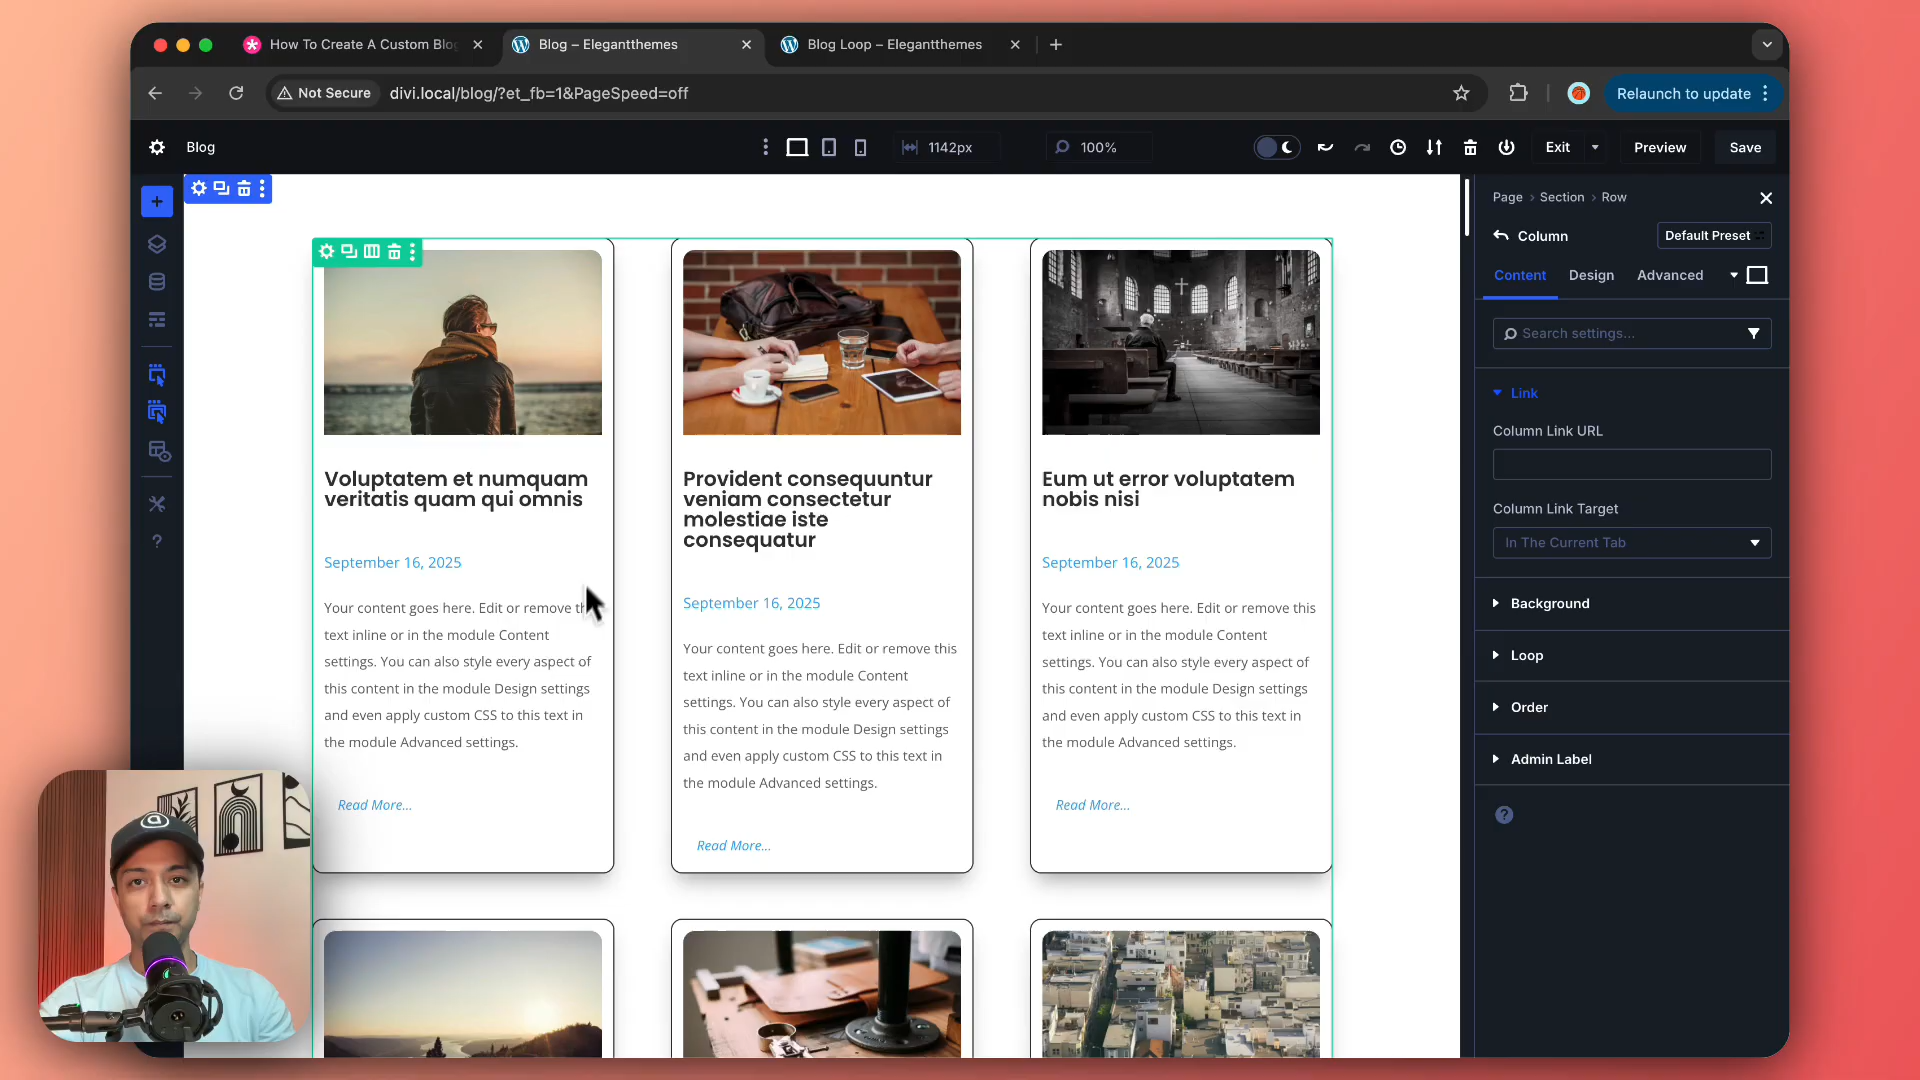 How To Create A Custom Blog
Blog – Elegantthemes
Blog Loop – Elegantthemes
Not Secure
divi.local/blog/?et_fb=1&PageSpeed=off
Relaunch to update
Blog
1142px
100%
Exit
Preview
Save
Page
Section
Row
Column
Default Preset
Content
Design
Advanced
Search settings...
Link
Column Link URL
Column Link Target
In The Current Tab
Background
Loop
Order
Admin Label
Voluptatem et numquam
veritatis quam qui omnis
September 16, 2025
Your content goes here. Edit or remove
text inline or in the module Content
settings. You can also style every aspect of
this content in the module Design settings
and even apply custom CSS to this text in
the module Advanced settings.
Read More...
Provident consequuntur
veniam consectetur
molestiae iste
consequatur
September 16, 2025
Your content goes here. Edit or remove this
text inline or in the module Content
settings. You can also style every aspect of
this content in the module Design settings
and even apply custom CSS to this text in
the module Advanced settings.
Read More...
Eum ut error voluptatem
nobis nisi
September 16, 2025
Your content goes here. Edit or remove this
text inline or in the module Content
settings. You can also style every aspect of
this content in the module Design settings
and even apply custom CSS to this text in
the module Advanced settings.
Read More...